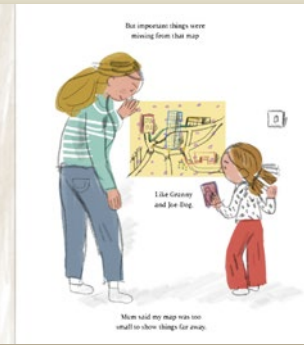 But important things were
missing from that map
Like Granny
and Joe-Dog.
Mum said my map was too
small to show things far away.